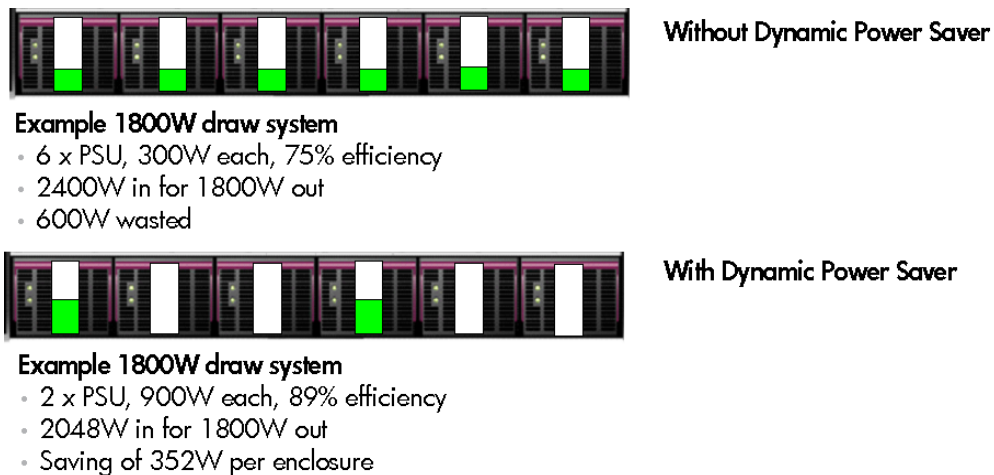 Without Dynamic Power Saver
Example 1800W draw system
• 6 x PSU, 300W each, 75% efficiency
• 2400W in for 1800W out
• 600W wasted
With Dynamic Power Saver
Example 1800W draw system
• 2 x PSU, 900W each, 89% efficiency
• 2048W in for 1800W out
• Saving of 352W per enclosure